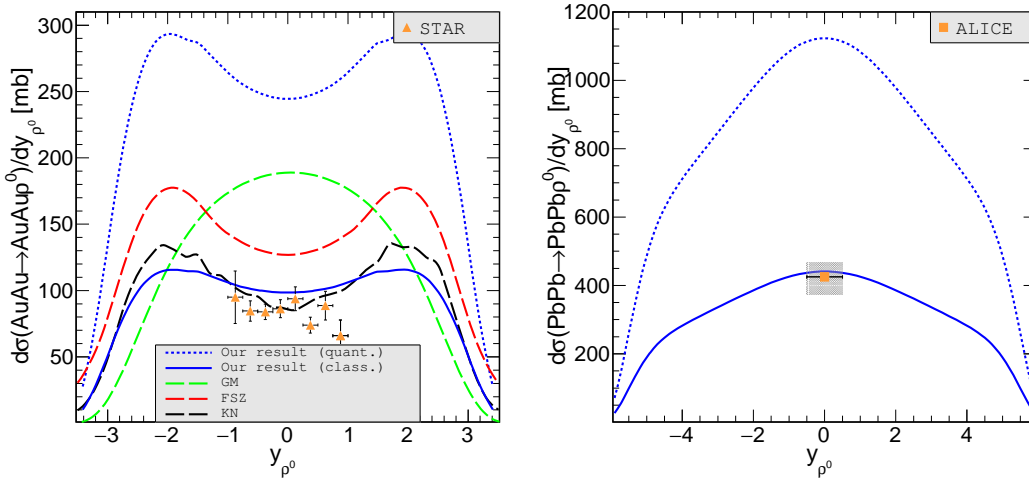 dσ(AuAu→AuAuρ⁰)/dy_ρ⁰ [mb]
300
250
200
150
100
50
STAR
Our result (quant.)
Our result (class.)
GM
FSZ
KN
−3 −2 −1 0 1 2 3
y_ρ⁰
dσ(PbPb→PbPbρ⁰)/dy_ρ⁰ [mb]
1200
1000
800
600
400
200
ALICE
−4 −2 0 2 4
y_ρ⁰